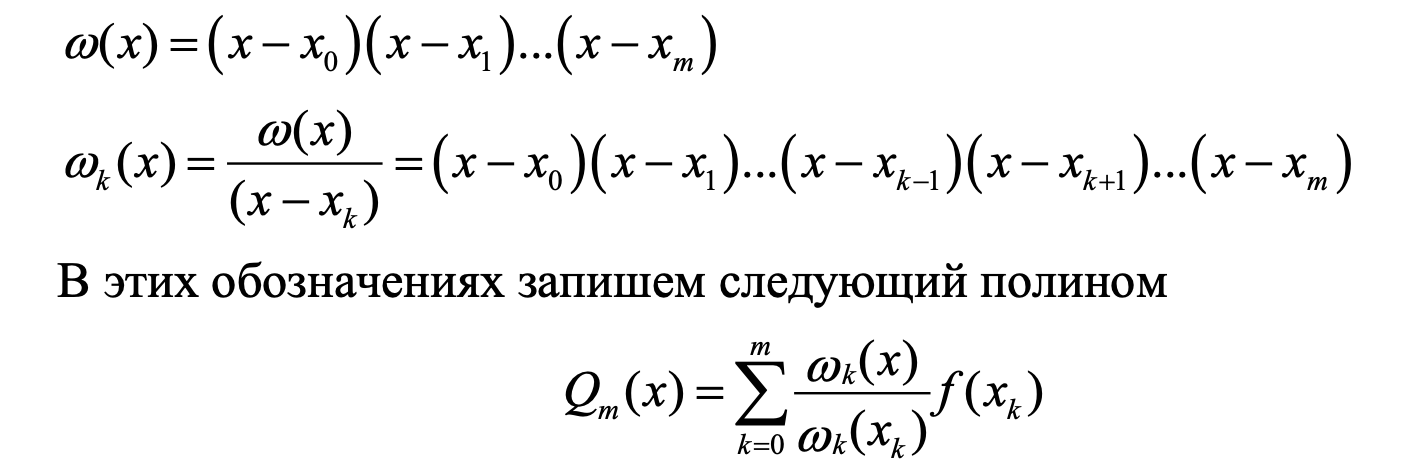 ω(x) = (x − x₀)(x − x₁)...(x − xₘ)
ωₖ(x) = ω(x)/(x − xₖ) = (x − x₀)(x − x₁)...(x − xₖ₋₁)(x − xₖ₊₁)...(x − xₘ)
В этих обозначениях запишем следующий полином
Qₘ(x) = ∑ₖ₌₀ᵐ ωₖ(x)/ωₖ(xₖ) f(xₖ)